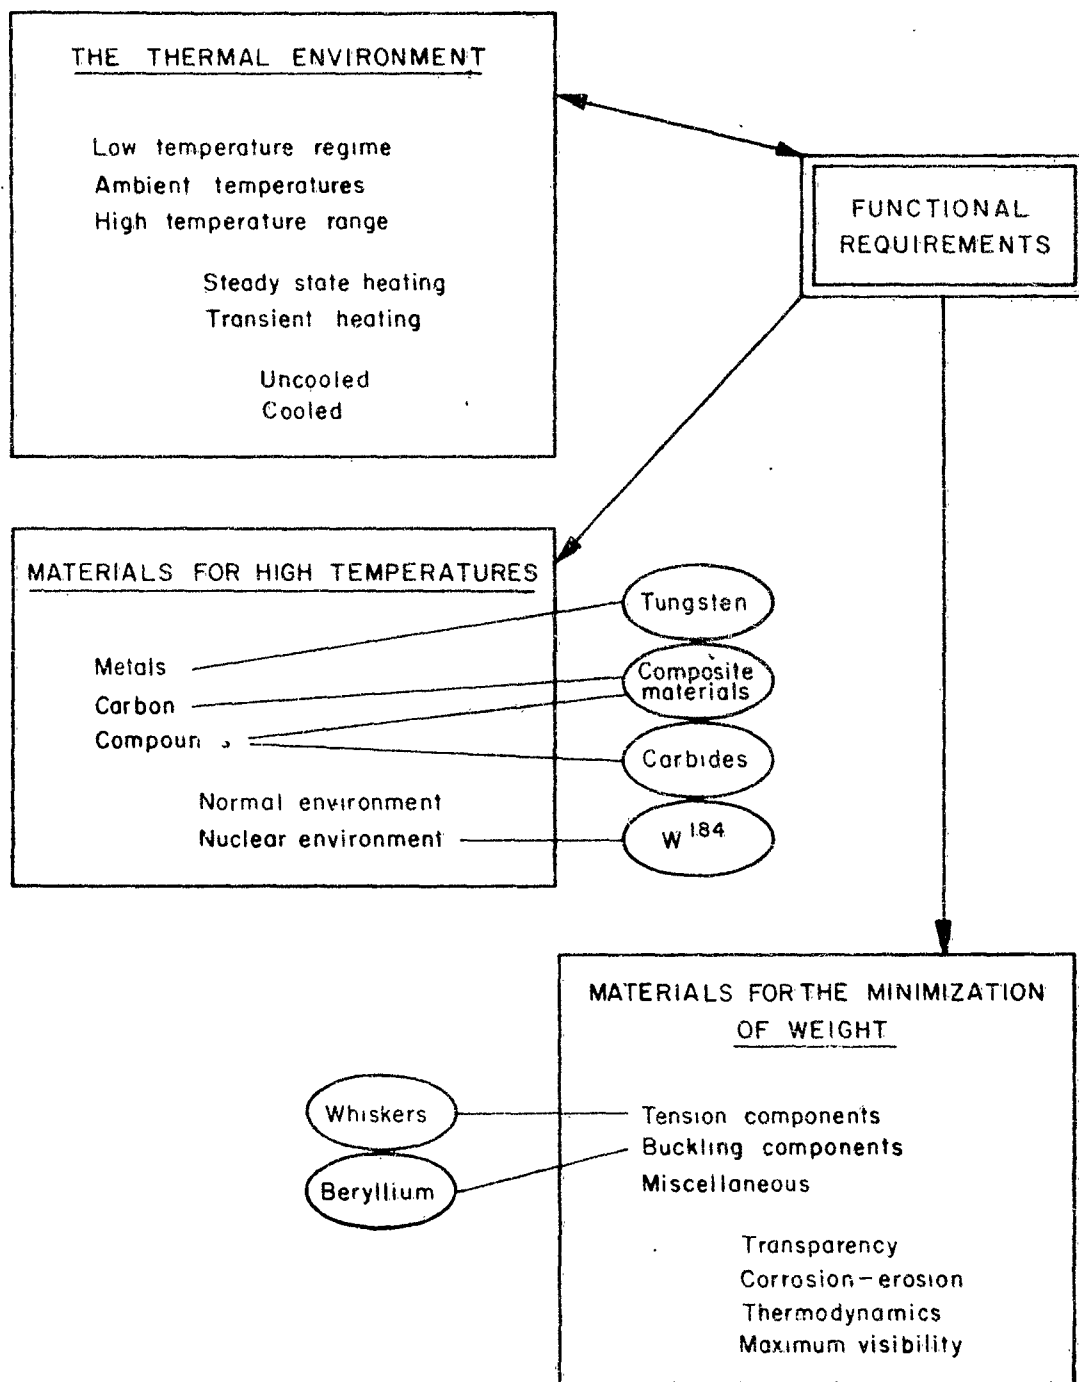 THE THERMAL ENVIRONMENT
Low temperature regime
Ambient temperatures
High temperature range
Steady state heating
Transient heating
Uncooled
Cooled
FUNCTIONAL
REQUIREMENTS
MATERIALS FOR HIGH TEMPERATURES
Metals
Carbon
Compoun s
Normal environment
Nuclear environment
Tungsten
Composite
materials
Carbides
W 184
MATERIALS FOR THE MINIMIZATION
OF WEIGHT
Whiskers
Beryllium
Tension components
Buckling components
Miscellaneous
Transparency
Corrosion-erosion
Thermodynamics
Maximum visibility